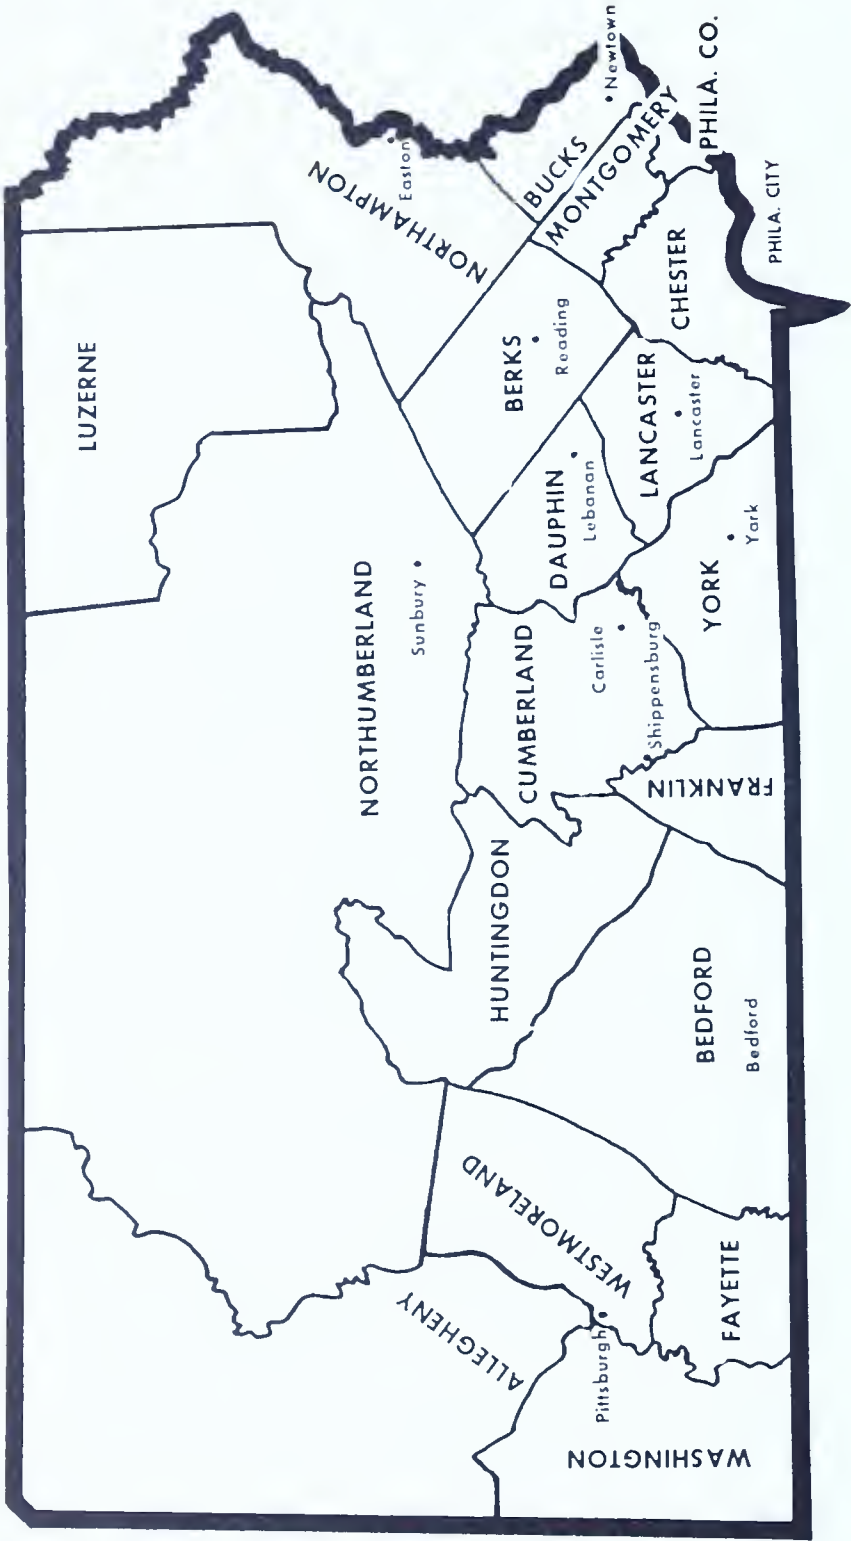 LUZERNE
NORTHAMPTON
Easton
Newtown
BUCKS
MONTGOMERY
PHILA. CO.
PHILA. CITY
CHESTER
BERKS
Reading
LANCASTER
Lancaster
DAUPHIN
Lebanan
NORTHUMBERLAND
Sunbury
CUMBERLAND
Carlisle
Shippensburg
YORK
York
FRANKLIN
HUNTINGDON
BEDFORD
Bedford
WESTMORELAND
FAYETTE
ALLEGHENY
Pittsburgh
WASHINGTON